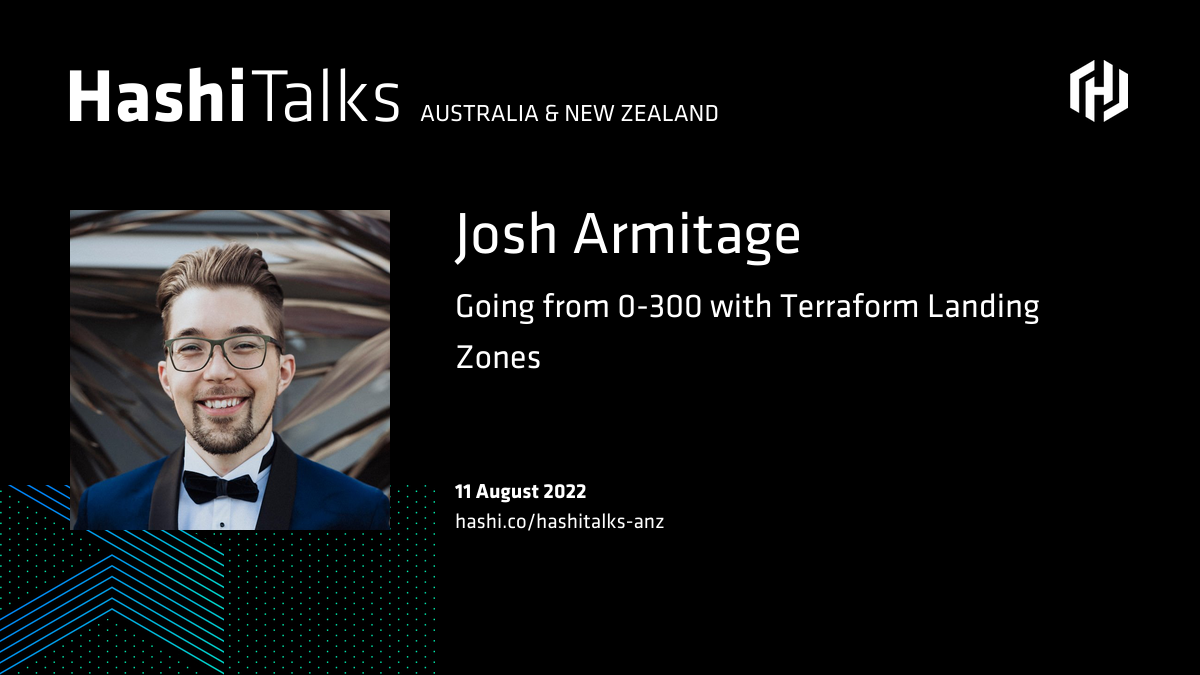 HashiTalks AUSTRALIA & NEW ZEALAND
Josh Armitage
Going from 0-300 with Terraform Landing
Zones
11 August 2022
hashi.co/hashitalks-anz